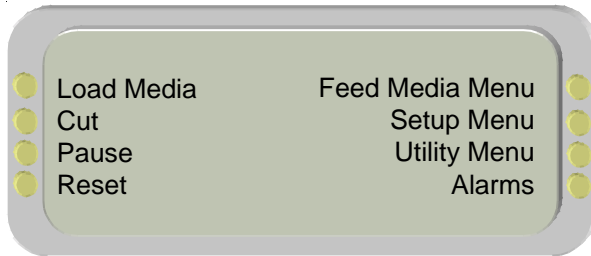 Load Media Feed Media Menu
Cut Setup Menu
Pause Utility Menu
Reset Alarms